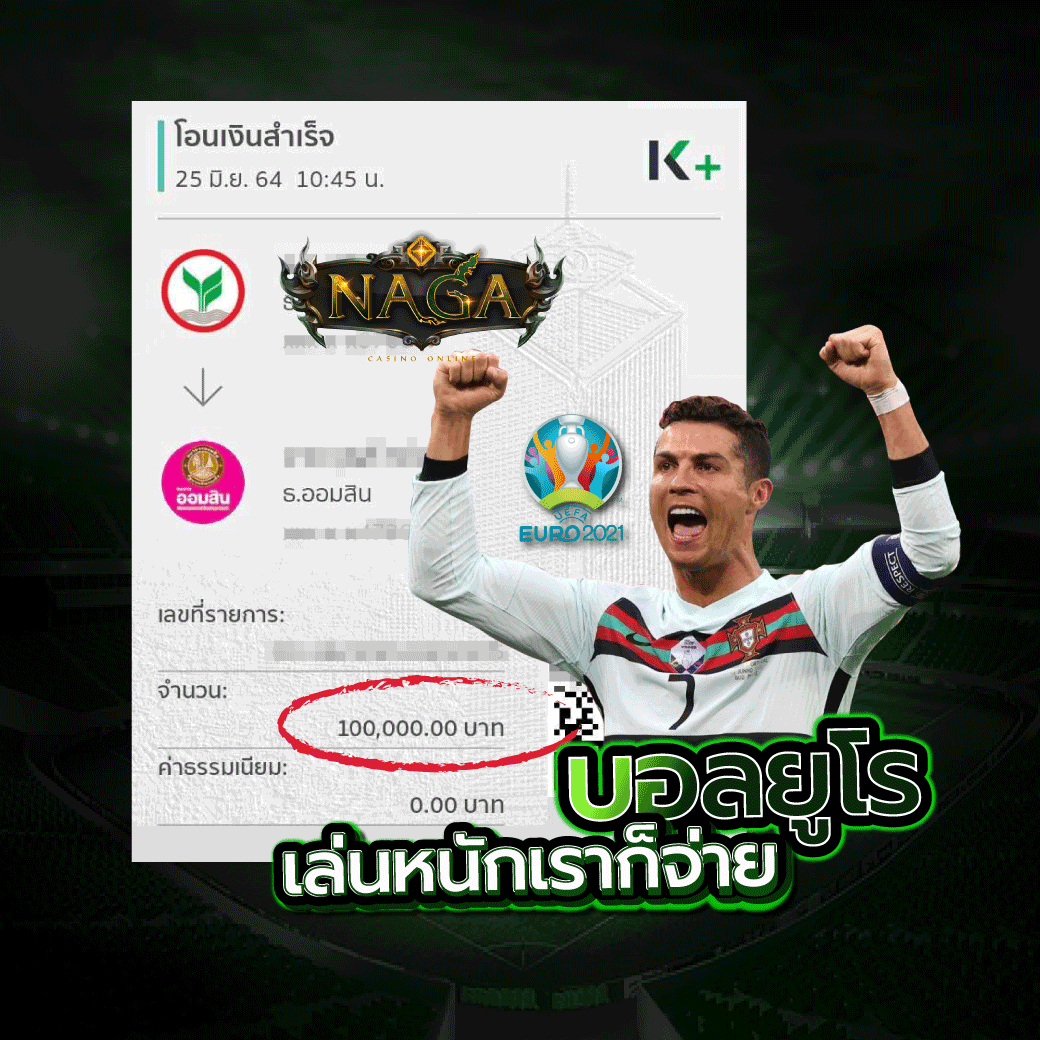 โอนเงินสำเร็จ
25 มิ.ย. 64 10:45 น.
K+
NAGA
CASINO ONLINE
ออมสิน
ธ.ออมสิน
UEFA
EURO2021
RESPECT
เลขที่รายการ:
จำนวน:
7
100,000.00 บาท
ค่าธรรมเนียม:
0.00 บาท
บอลยูโร
เล่นหนักเราก็จ่าย